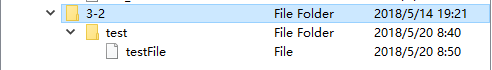 3-2 File Folder 2018/5/14 19:21
test File Folder 2018/5/20 8:40
testFile File 2018/5/20 8:50